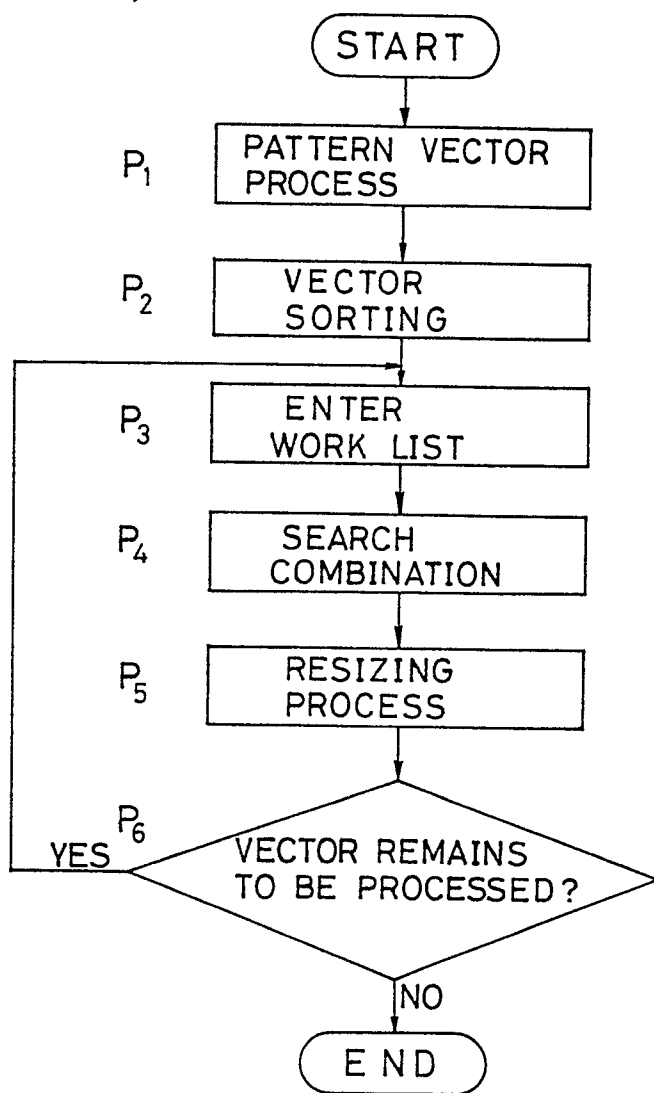 START
P₁
PATTERN VECTOR
PROCESS
P₂
VECTOR
SORTING
P₃
ENTER
WORK LIST
P₄
SEARCH
COMBINATION
P₅
RESIZING
PROCESS
P₆
YES
VECTOR REMAINS
TO BE PROCESSED?
NO
END